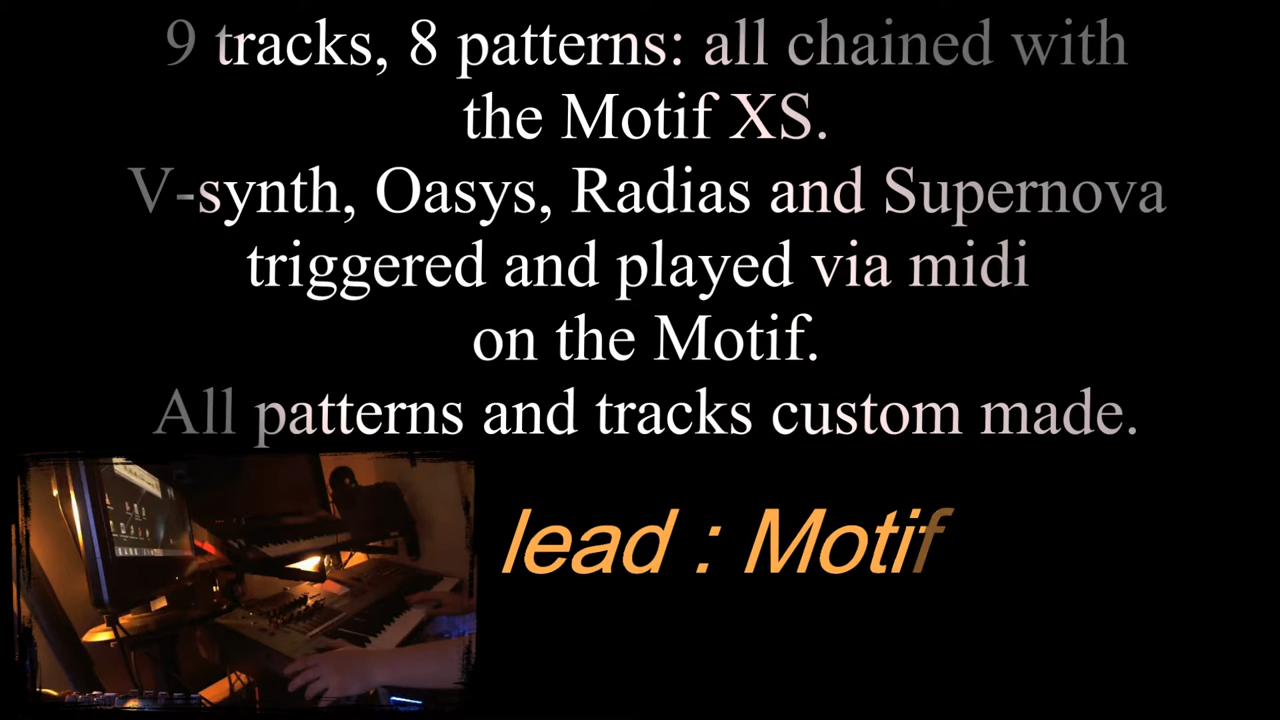 9 tracks, 8 patterns: all chained with
the Motif XS.
V-synth, Oasys, Radias and Supernova
triggered and played via midi
on the Motif.
All patterns and tracks custom made.
lead : Motif